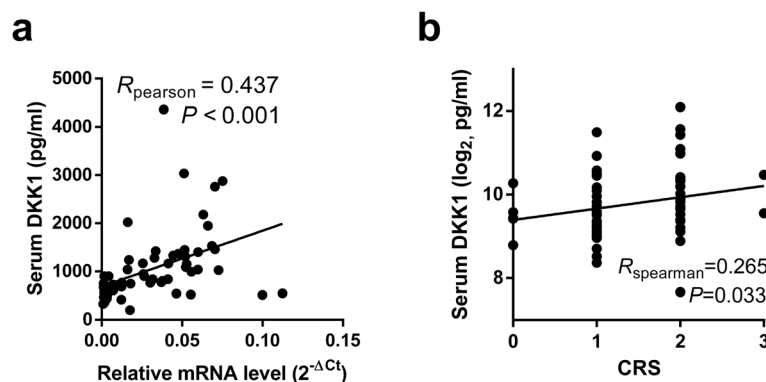 a
R_pearson = 0.437
P < 0.001
Serum DKK1 (pg/ml)
5000
4000
3000
2000
1000
0
0.00
0.05
0.10
0.15
Relative mRNA level (2^-ΔCt)
b
Serum DKK1 (log₂, pg/ml)
12
10
8
R_spearman=0.265
P=0.033
0
1
2
3
CRS